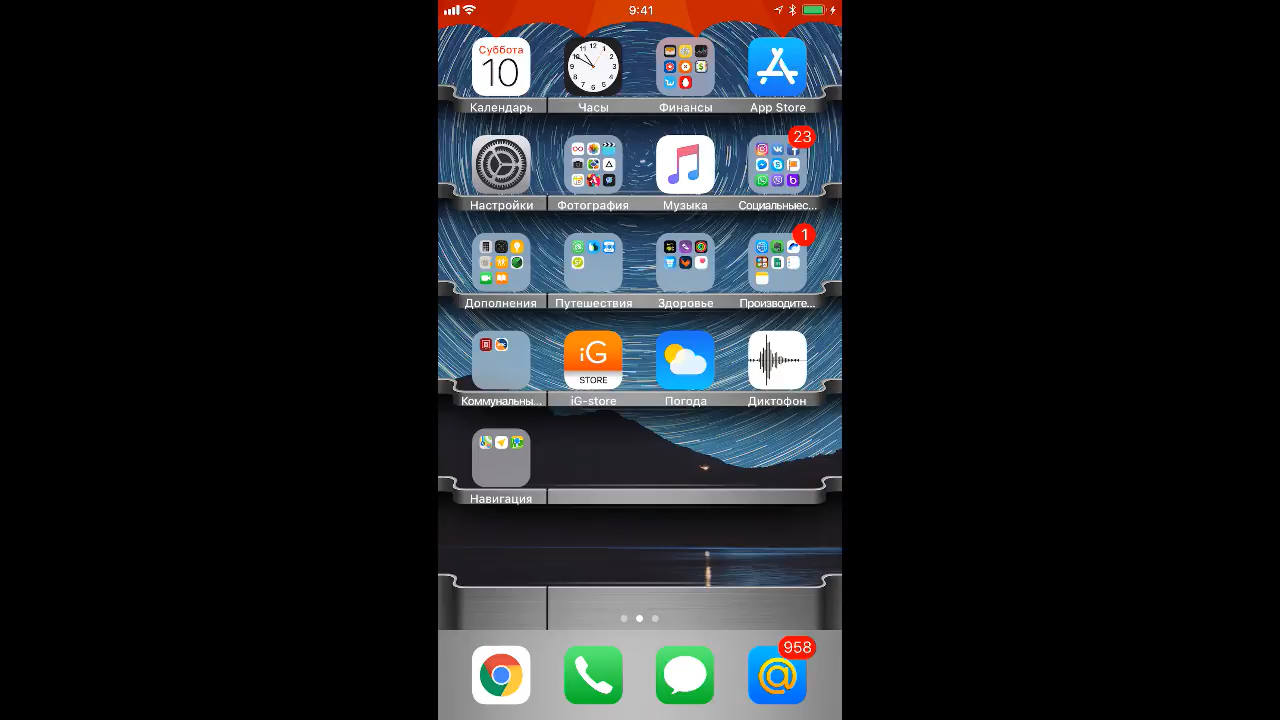 9:41
Суббота
10
Календарь
Часы
Финансы
App Store
23
Настройки
Фотография
Музыка
Социальныес...
1
Дополнения
Путешествия
Здоровье
Производите...
iG
STORE
Коммунальны...
iG-store
Погода
Диктофон
Навигация
958
@